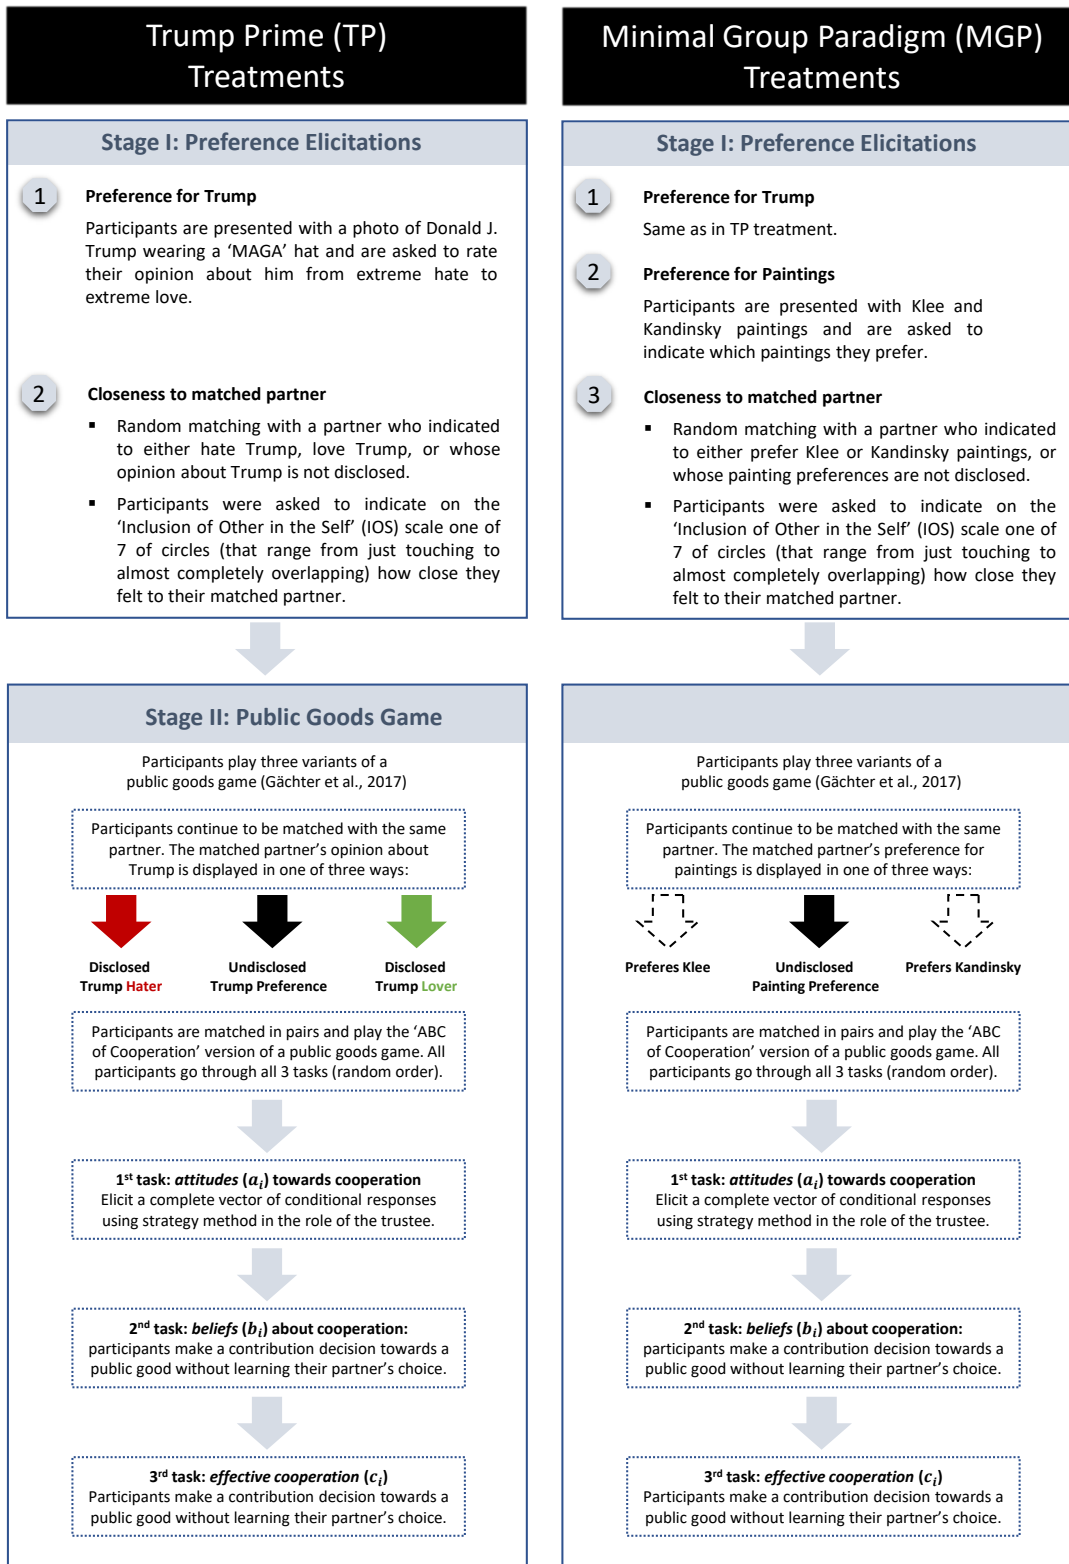 Trump Prime (TP)
Treatments
Stage I: Preference Elicitations
1
Preference for Trump
Participants are presented with a photo of Donald J.
Trump wearing a ‘MAGA’ hat and are asked to rate
their opinion about him from extreme hate to
extreme love.
2
Closeness to matched partner
▪ Random matching with a partner who indicated
to either hate Trump, love Trump, or whose
opinion about Trump is not disclosed.
▪ Participants were asked to indicate on the
‘Inclusion of Other in the Self’ (IOS) scale one of
7 of circles (that range from just touching to
almost completely overlapping) how close they
felt to their matched partner.
Stage II: Public Goods Game
Participants play three variants of a
public goods game (Gächter et al., 2017)
Participants continue to be matched with the same
partner. The matched partner’s opinion about
Trump is displayed in one of three ways:
Disclosed
Trump Hater
Undisclosed
Trump Preference
Disclosed
Trump Lover
Participants are matched in pairs and play the ‘ABC
of Cooperation’ version of a public goods game. All
participants go through all 3 tasks (random order).
1st task: attitudes (a_i) towards cooperation
Elicit a complete vector of conditional responses
using strategy method in the role of the trustee.
2nd task: beliefs (b_i) about cooperation:
participants make a contribution decision towards a
public good without learning their partner’s choice.
3rd task: effective cooperation (c_i)
Participants make a contribution decision towards a
public good without learning their partner’s choice.
Minimal Group Paradigm (MGP)
Treatments
Stage I: Preference Elicitations
1
Preference for Trump
Same as in TP treatment.
2
Preference for Paintings
Participants are presented with Klee and
Kandinsky paintings and are asked to
indicate which paintings they prefer.
3
Closeness to matched partner
▪ Random matching with a partner who indicated
to either prefer Klee or Kandinsky paintings, or
whose painting preferences are not disclosed.
▪ Participants were asked to indicate on the
‘Inclusion of Other in the Self’ (IOS) scale one of
7 of circles (that range from just touching to
almost completely overlapping) how close they
felt to their matched partner.
Participants play three variants of a
public goods game (Gächter et al., 2017)
Participants continue to be matched with the same
partner. The matched partner’s preference for
paintings is displayed in one of three ways:
Preferes Klee
Undisclosed
Painting Preference
Prefers Kandinsky
Participants are matched in pairs and play the ‘ABC
of Cooperation’ version of a public goods game. All
participants go through all 3 tasks (random order).
1st task: attitudes (a_i) towards cooperation
Elicit a complete vector of conditional responses
using strategy method in the role of the trustee.
2nd task: beliefs (b_i) about cooperation:
participants make a contribution decision towards a
public good without learning their partner’s choice.
3rd task: effective cooperation (c_i)
Participants make a contribution decision towards a
public good without learning their partner’s choice.